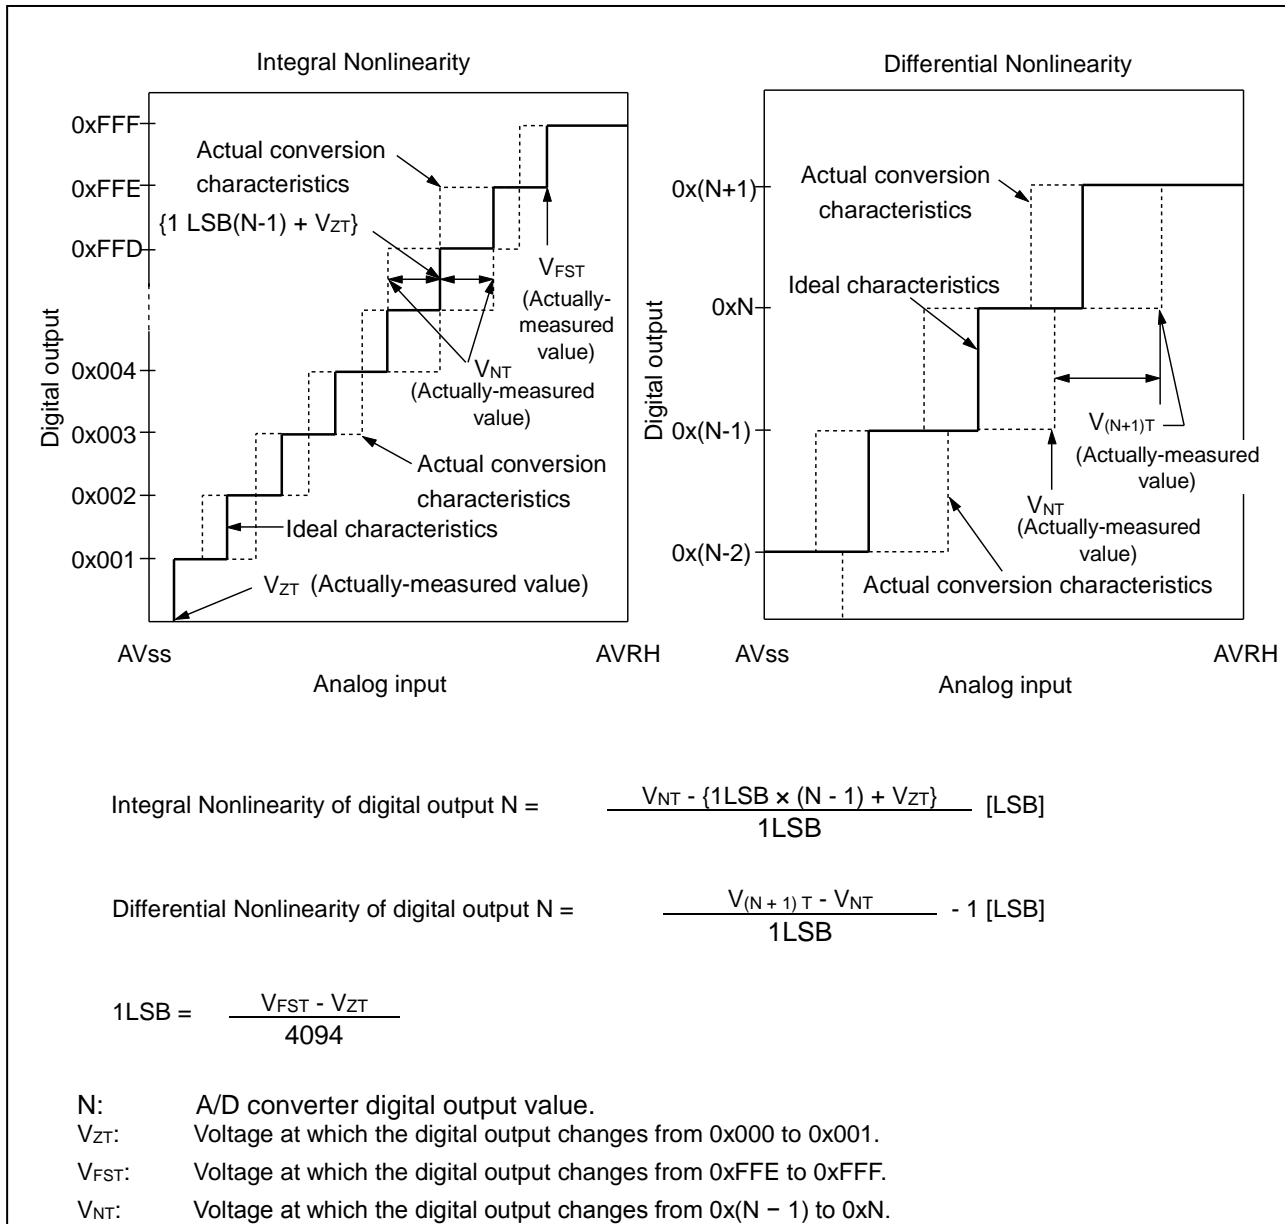 Integral Nonlinearity
0xFFF
0xFFE
0xFFD
0x004
0x003
0x002
0x001
Digital output
Actual conversion
characteristics
{1 LSB(N-1) + VZT}
VFST
(Actually-
measured
value)
VNT
(Actually-measured
value)
Actual conversion
characteristics
Ideal characteristics
VZT (Actually-measured value)
AVss
AVRH
Analog input
Differential Nonlinearity
0x(N+1)
0xN
0x(N-1)
0x(N-2)
Digital output
Actual conversion
characteristics
Ideal characteristics
V(N+1)T
(Actually-measured
value)
VNT
(Actually-measured
value)
Actual conversion characteristics
AVss
AVRH
Analog input
Integral Nonlinearity of digital output N =
VNT - {1LSB × (N - 1) + VZT}
1LSB
[LSB]
Differential Nonlinearity of digital output N =
V(N + 1) T - VNT
1LSB
- 1 [LSB]
1LSB =
VFST - VZT
4094
N: A/D converter digital output value.
VZT: Voltage at which the digital output changes from 0x000 to 0x001.
VFST: Voltage at which the digital output changes from 0xFFE to 0xFFF.
VNT: Voltage at which the digital output changes from 0x(N − 1) to 0xN.